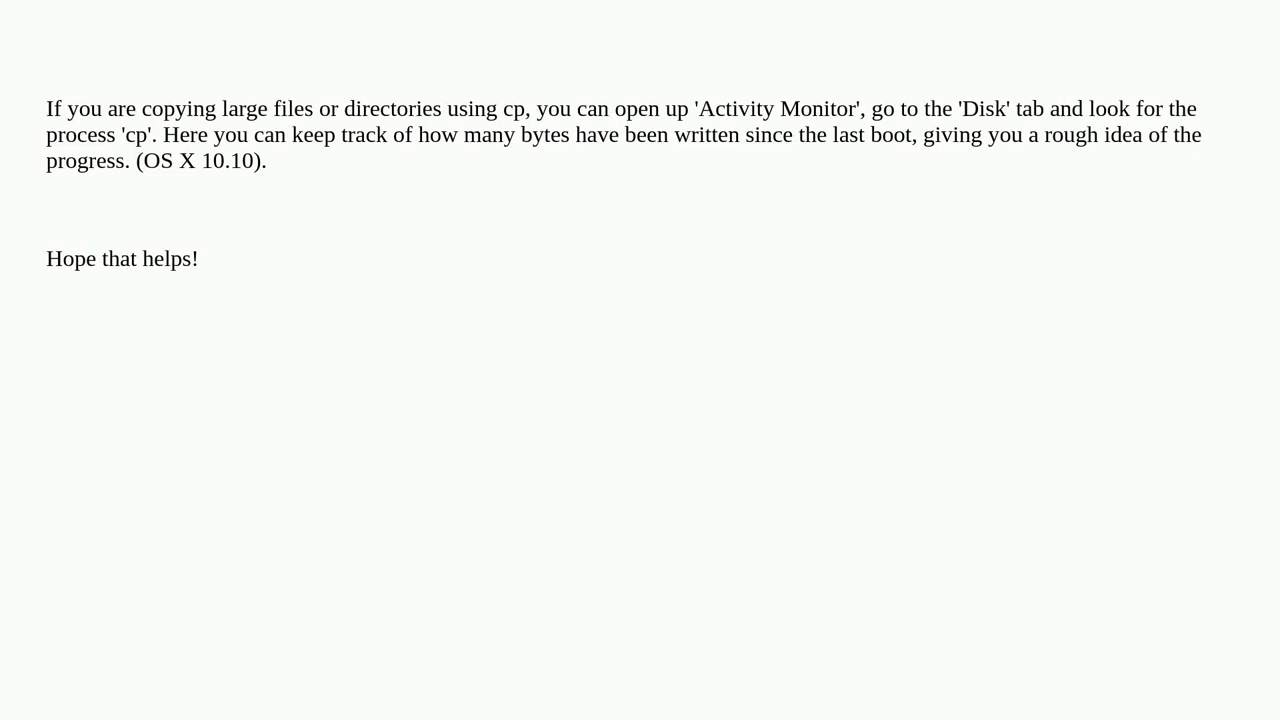 If you are copying large files or directories using cp, you can open up 'Activity Monitor', go to the 'Disk' tab and look for the
process 'cp'. Here you can keep track of how many bytes have been written since the last boot, giving you a rough idea of the
progress. (OS X 10.10).
Hope that helps!